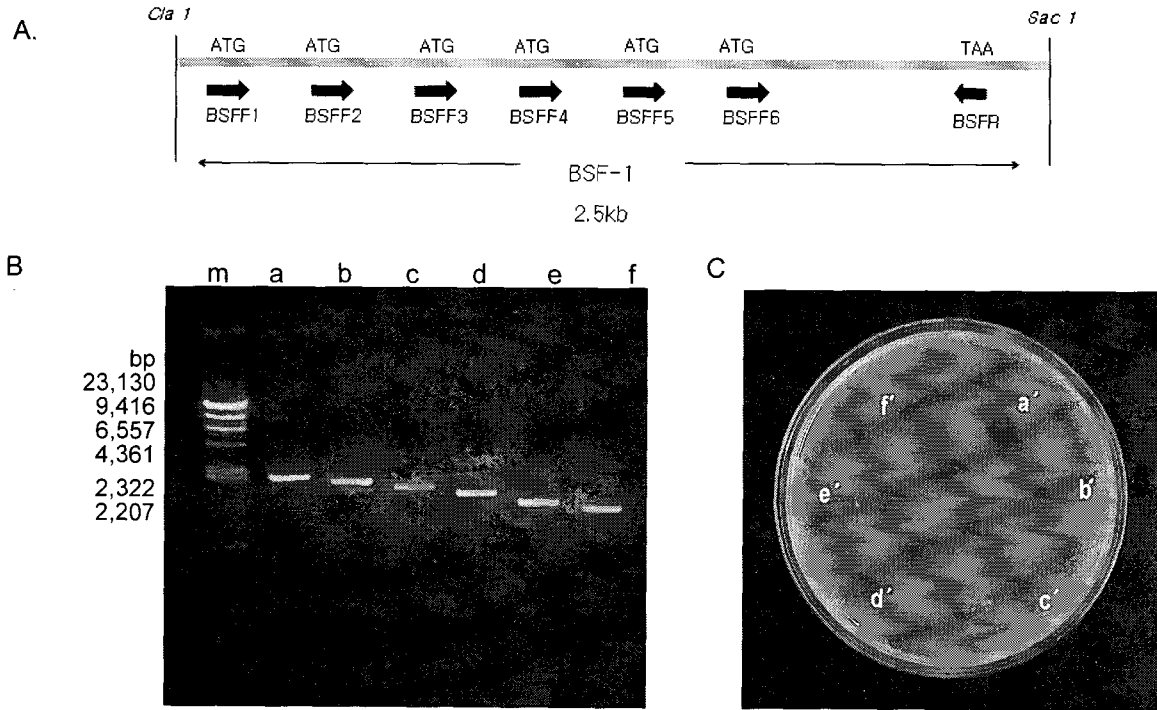 A.
Cla 1
Sac 1
ATG ATG ATG ATG ATG ATG TAA
BSFF1 BSFF2 BSFF3 BSFF4 BSFF5 BSFF6 BSFR
BSF-1
2.5kb
B
m a b c d e f
bp
23,130
9,416
6,557
4,361
2,322
2,207
C
f′ a′
e′ b′
d′ c′